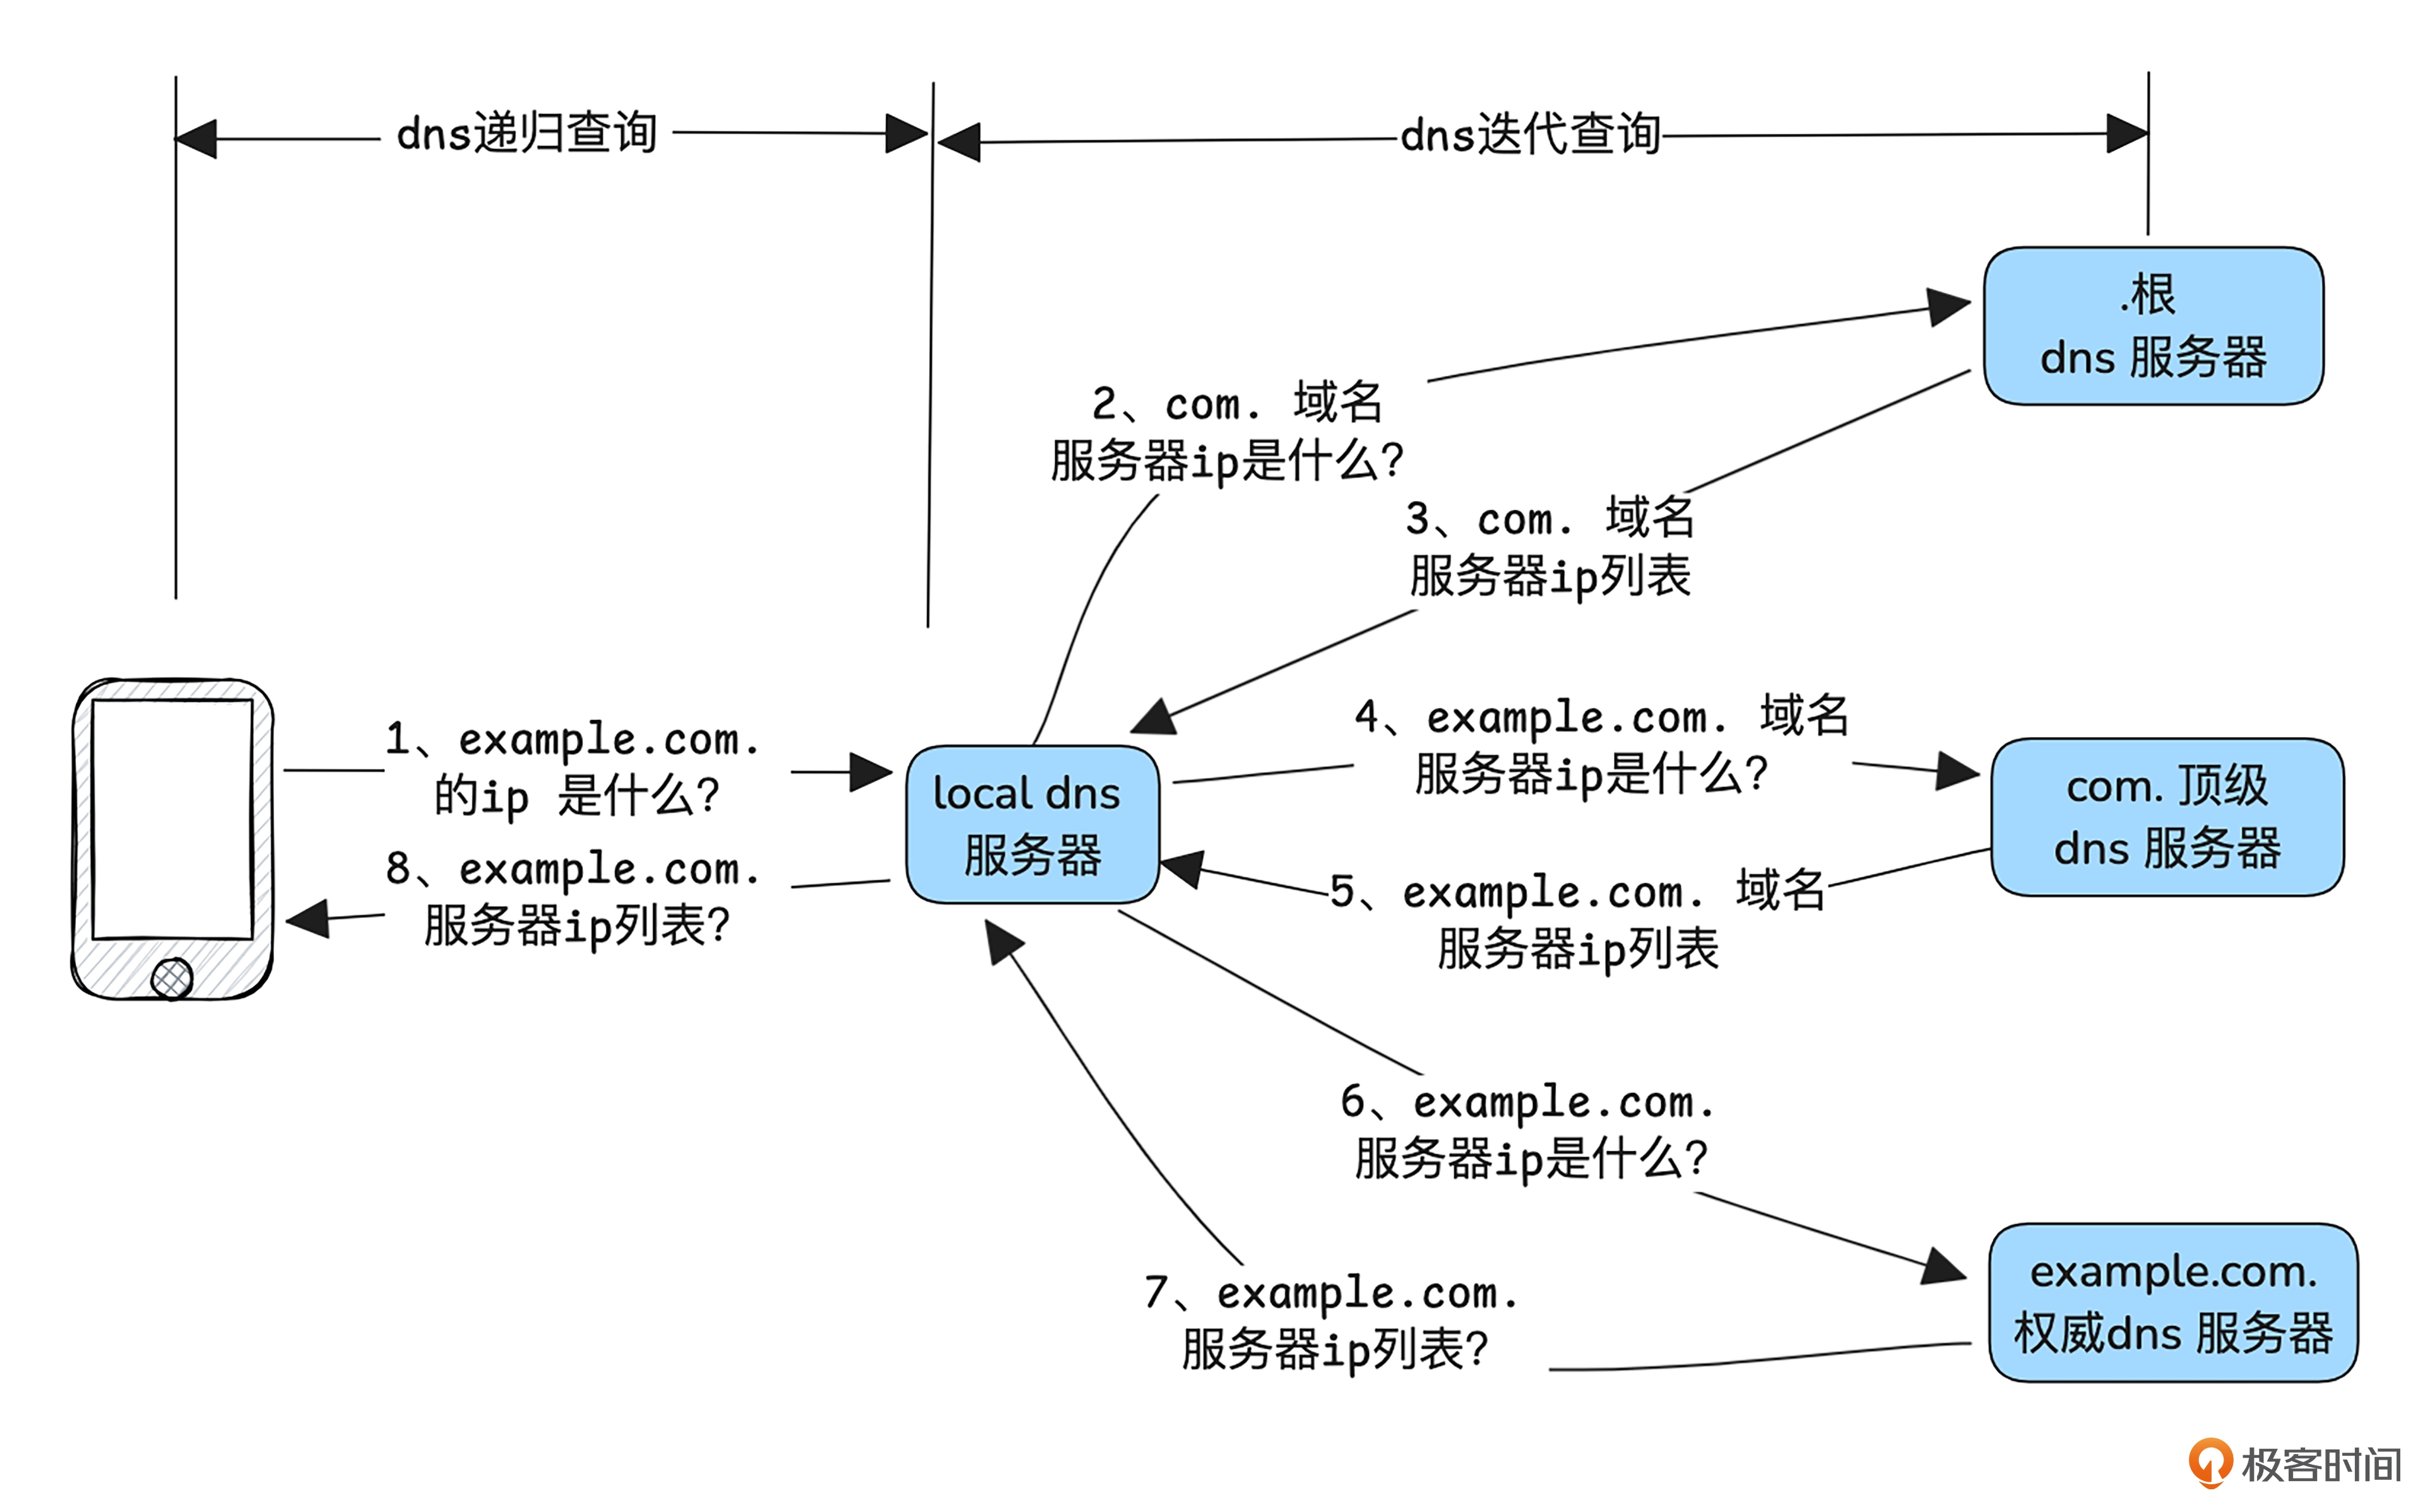 dns递归查询
dns迭代查询
.根
dns 服务器
2、com. 域名
服务器ip是什么?
3、com. 域名
服务器ip列表
1、example.com.
的ip 是什么?
local dns
服务器
4、example.com. 域名
服务器ip是什么?
com. 顶级
dns 服务器
8、example.com.
服务器ip列表?
5、example.com. 域名
服务器ip列表
6、example.com.
服务器ip是什么?
7、example.com.
服务器ip列表?
example.com.
权威dns 服务器
极客时间